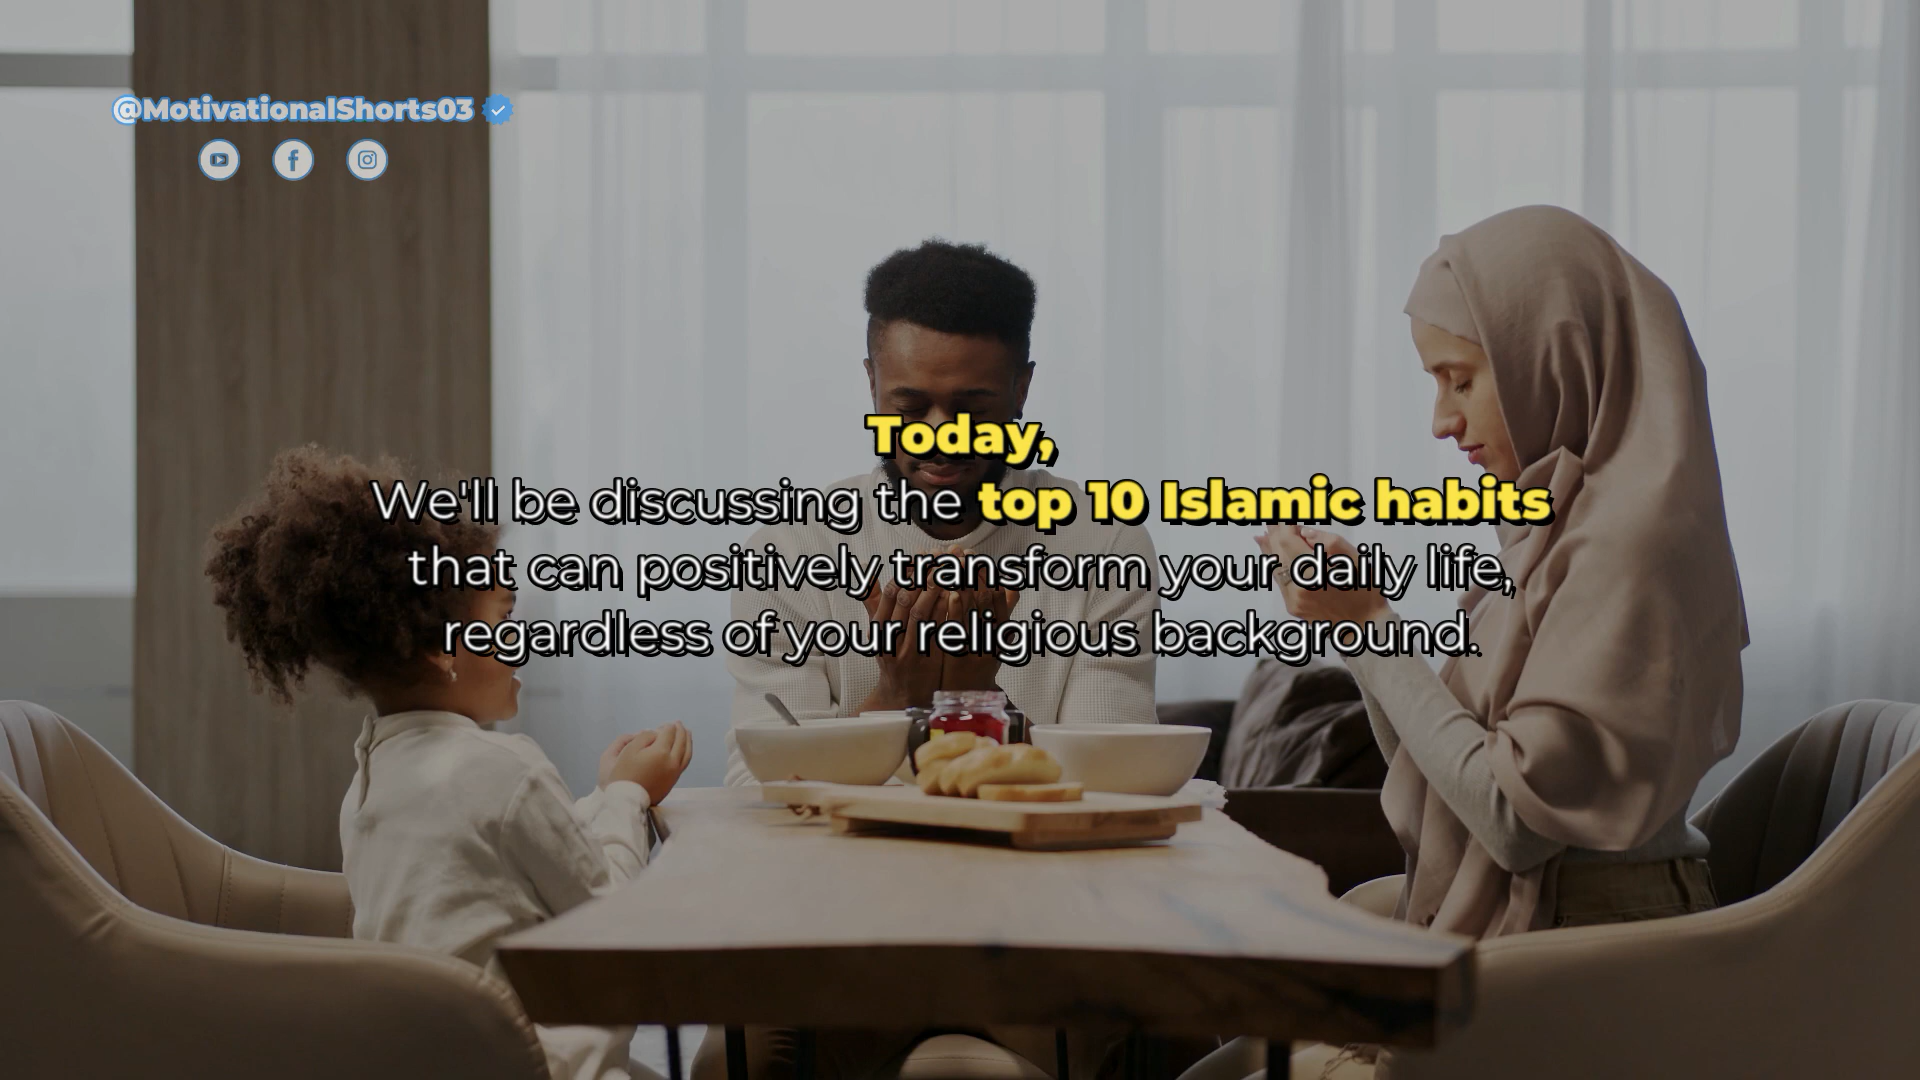 @MotivationalShorts03
Today,
We'll be discussing the top 10 Islamic habits
that can positively transform your daily life,
regardless of your religious background.